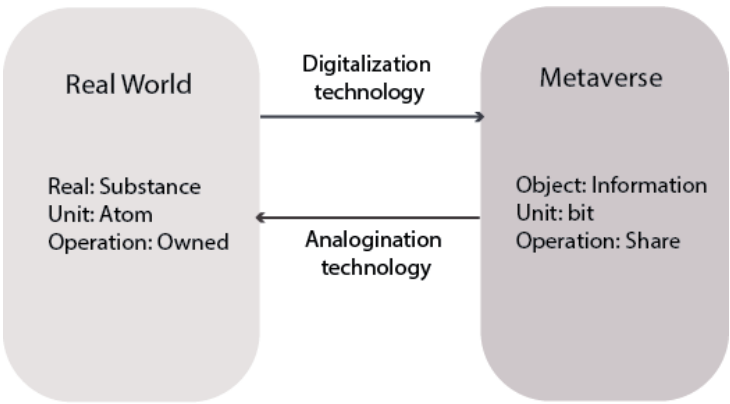 Real World
Real: Substance
Unit: Atom
Operation: Owned
Digitalization
technology
Analogination
technology
Metaverse
Object: Information
Unit: bit
Operation: Share